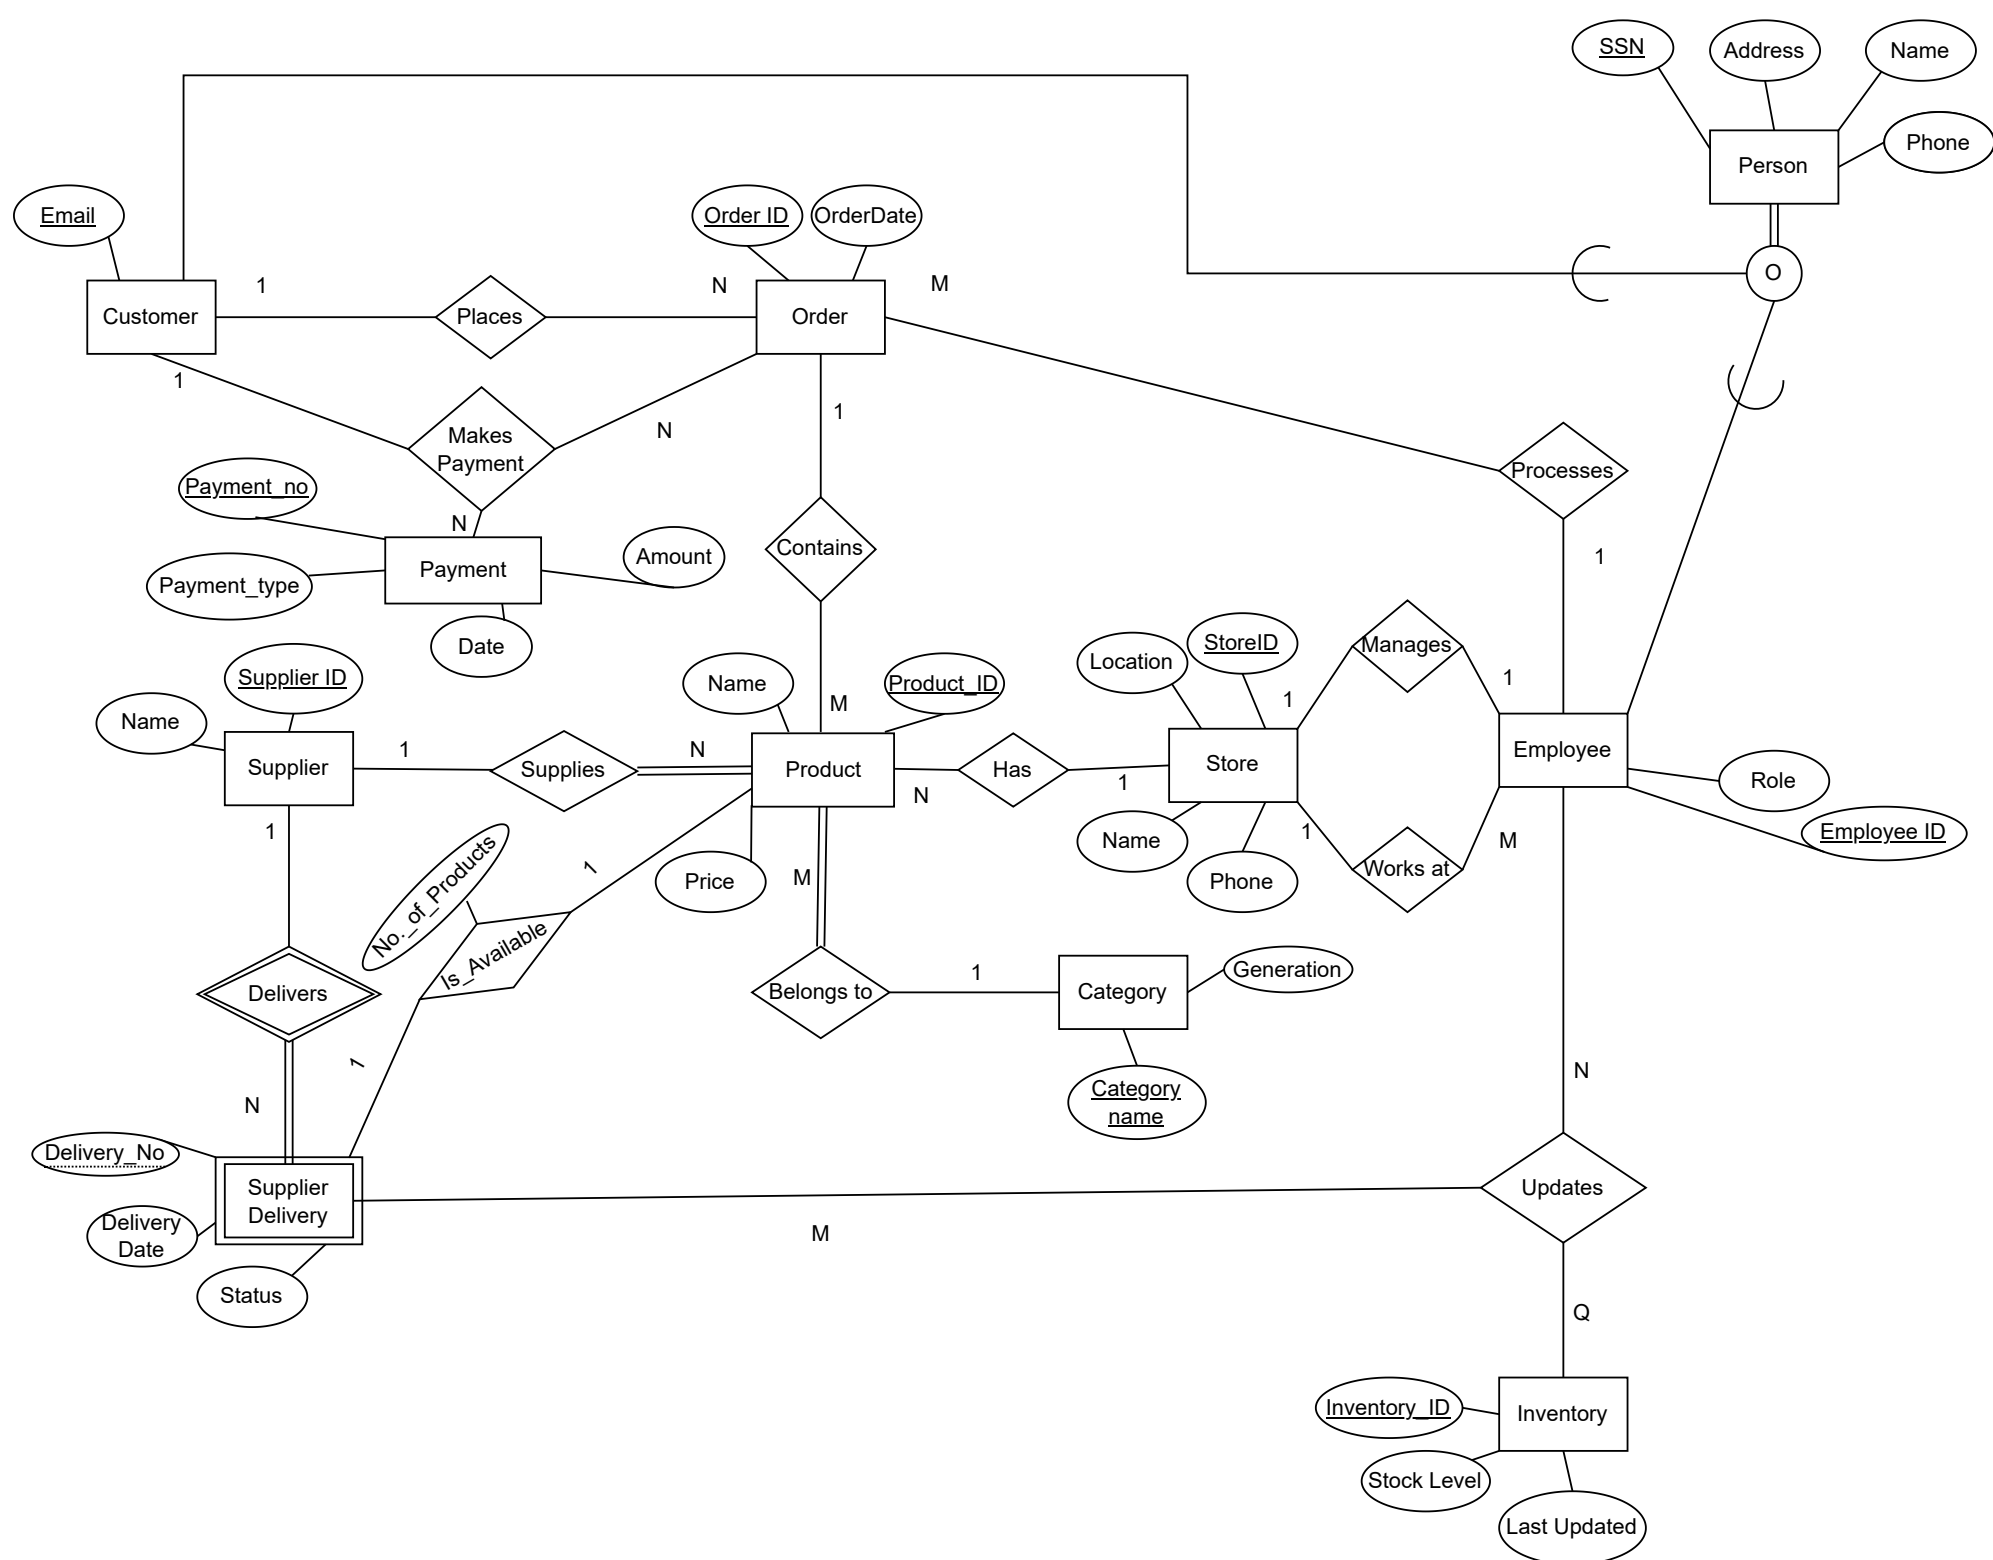 SSN
Address
Name
Phone
Person
Email
Order ID
OrderDate
O
Customer
1
Places
N
Order
M
1
Makes
Payment
N
1
Processes
Payment_no
N
Contains
1
Payment_type
Payment
Amount
Date
Supplier ID
Name
Name
Product_ID
M
Location
StoreID
Manages
1
1
Supplier
1
Supplies
N
Product
Has
N
1
Store
Employee
Role
Employee ID
Name
1
Works at
M
Phone
Price
1
No._of_Products
1
Is_Available
M
Delivers
Belongs to
1
Category
Generation
Category
name
1
N
N
Delivery_No
Supplier
Delivery
Delivery
Date
Status
M
Updates
Q
Inventory_ID
Inventory
Stock Level
Last Updated